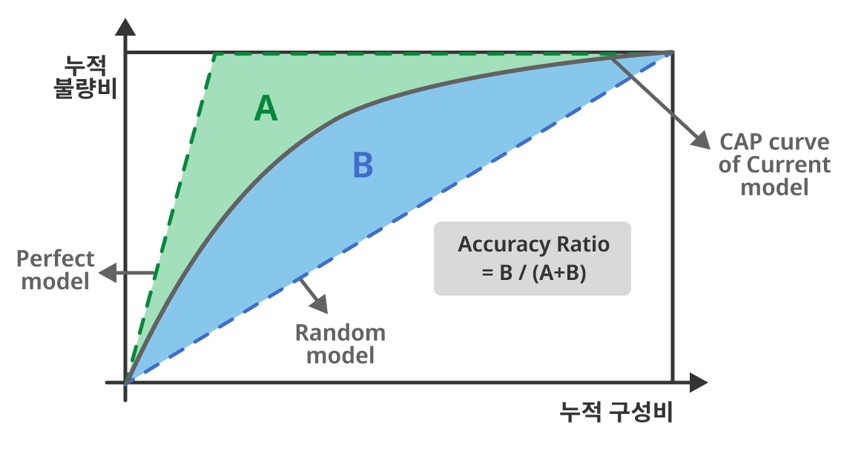 누적
불량비
A
B
CAP curve
of Current
model
Accuracy Ratio
= B / (A+B)
Perfect
model
Random
model
누적 구성비